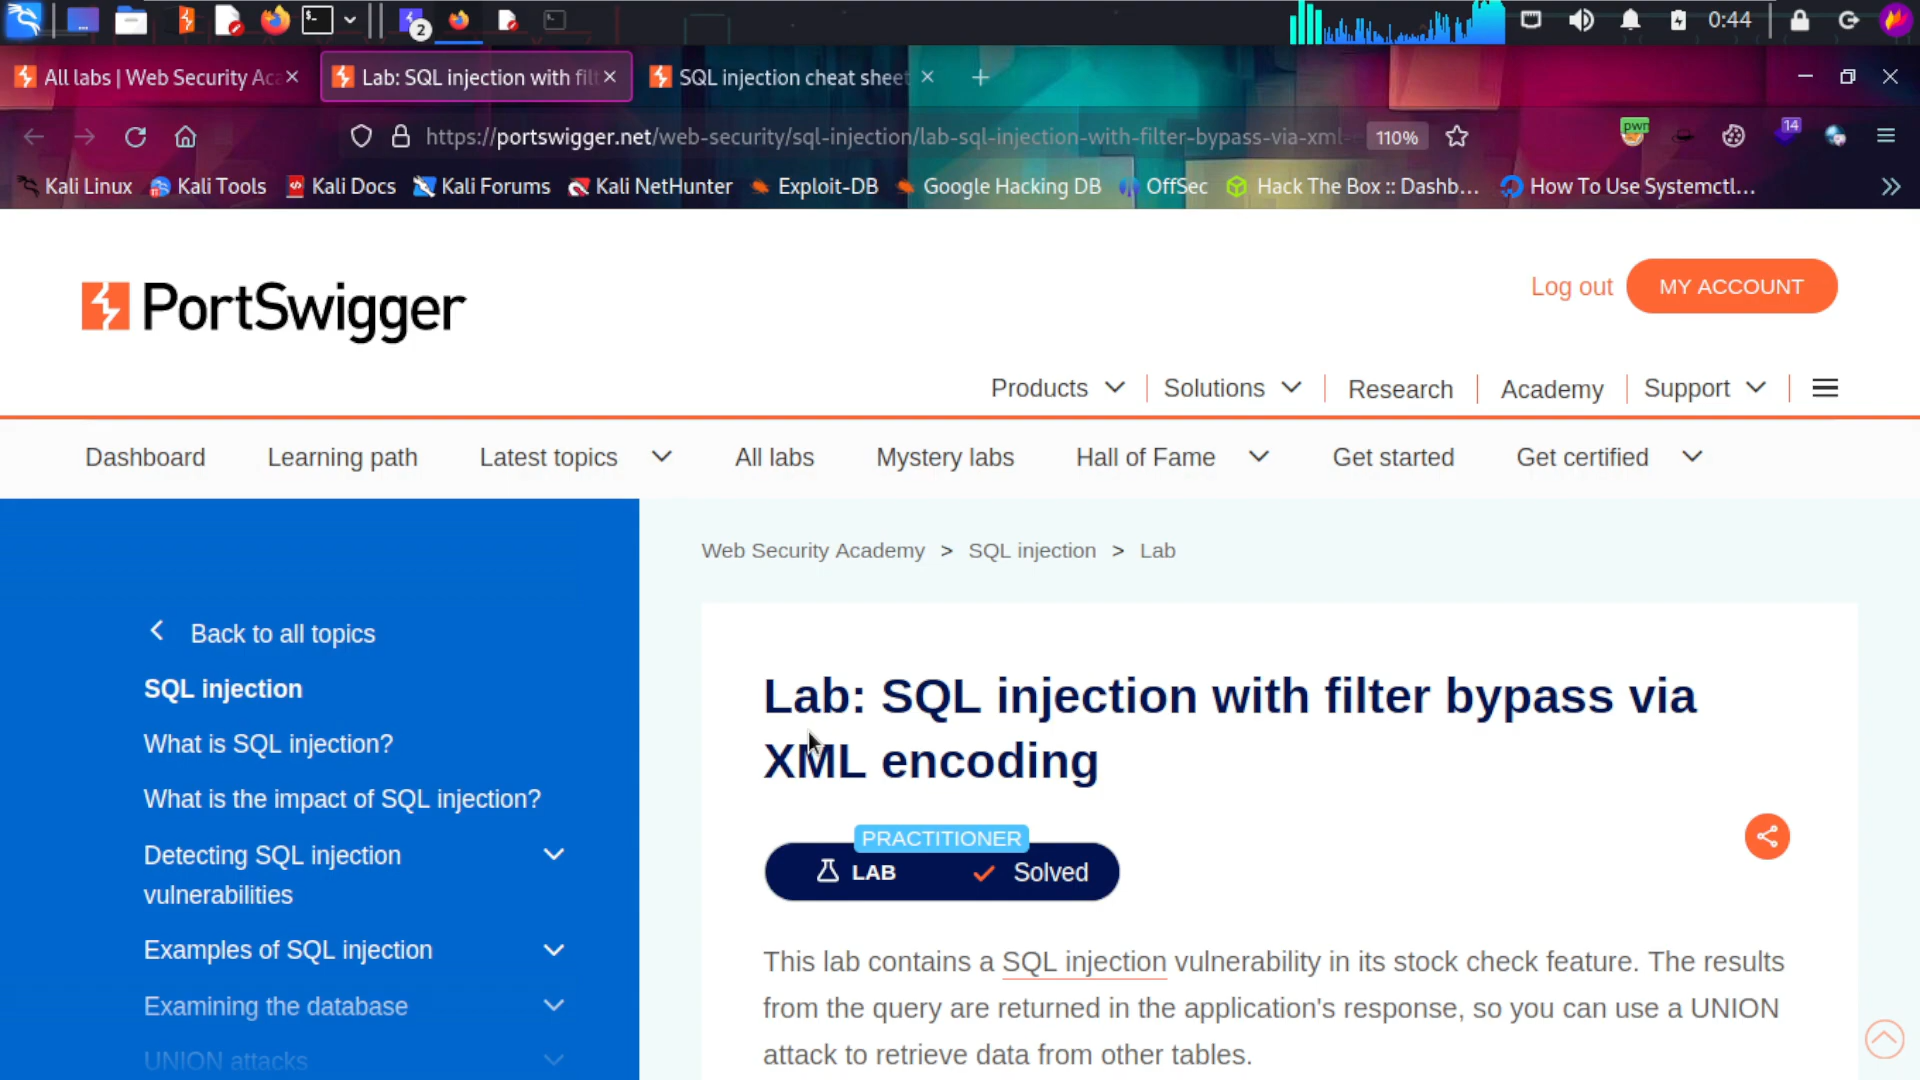 2
0:44
All labs | Web Security Aca
Lab: SQL injection with filt
SQL injection cheat sheet
https://portswigger.net/web-security/sql-injection/lab-sql-injection-with-filter-bypass-via-xml-
110%
pwn
14
Kali Linux
Kali Tools
Kali Docs
Kali Forums
Kali NetHunter
Exploit-DB
Google Hacking DB
OffSec
Hack The Box :: Dashb...
How To Use Systemctl...
PortSwigger
Log out
MY ACCOUNT
Products
Solutions
Research
Academy
Support
Dashboard
Learning path
Latest topics
All labs
Mystery labs
Hall of Fame
Get started
Get certified
Back to all topics
SQL injection
What is SQL injection?
What is the impact of SQL injection?
Detecting SQL injection
vulnerabilities
Examples of SQL injection
Examining the database
UNION attacks
Web Security Academy > SQL injection > Lab
Lab: SQL injection with filter bypass via
XML encoding
PRACTITIONER
LAB
Solved
This lab contains a SQL injection vulnerability in its stock check feature. The results
from the query are returned in the application's response, so you can use a UNION
attack to retrieve data from other tables.